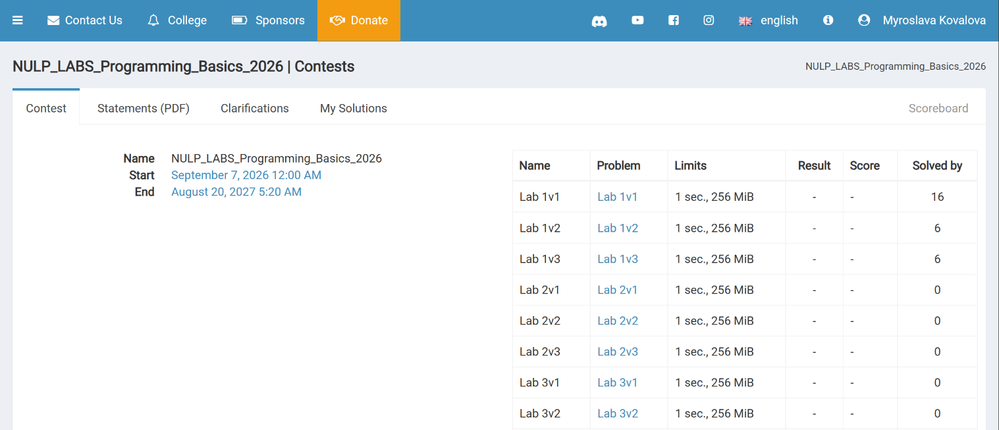 Contact Us College Sponsors Donate english Myroslava Kovalova
NULP_LABS_Programming_Basics_2026 | Contests NULP_LABS_Programming_Basics_2026
Contest Statements (PDF) Clarifications My Solutions Scoreboard
Name NULP_LABS_Programming_Basics_2026
Start September 7, 2026 12:00 AM
End August 20, 2027 5:20 AM
Name Problem Limits Result Score Solved by
Lab 1v1 Lab 1v1 1 sec., 256 MiB - - 16
Lab 1v2 Lab 1v2 1 sec., 256 MiB - - 6
Lab 1v3 Lab 1v3 1 sec., 256 MiB - - 6
Lab 2v1 Lab 2v1 1 sec., 256 MiB - - 0
Lab 2v2 Lab 2v2 1 sec., 256 MiB - - 0
Lab 2v3 Lab 2v3 1 sec., 256 MiB - - 0
Lab 3v1 Lab 3v1 1 sec., 256 MiB - - 0
Lab 3v2 Lab 3v2 1 sec., 256 MiB - - 0